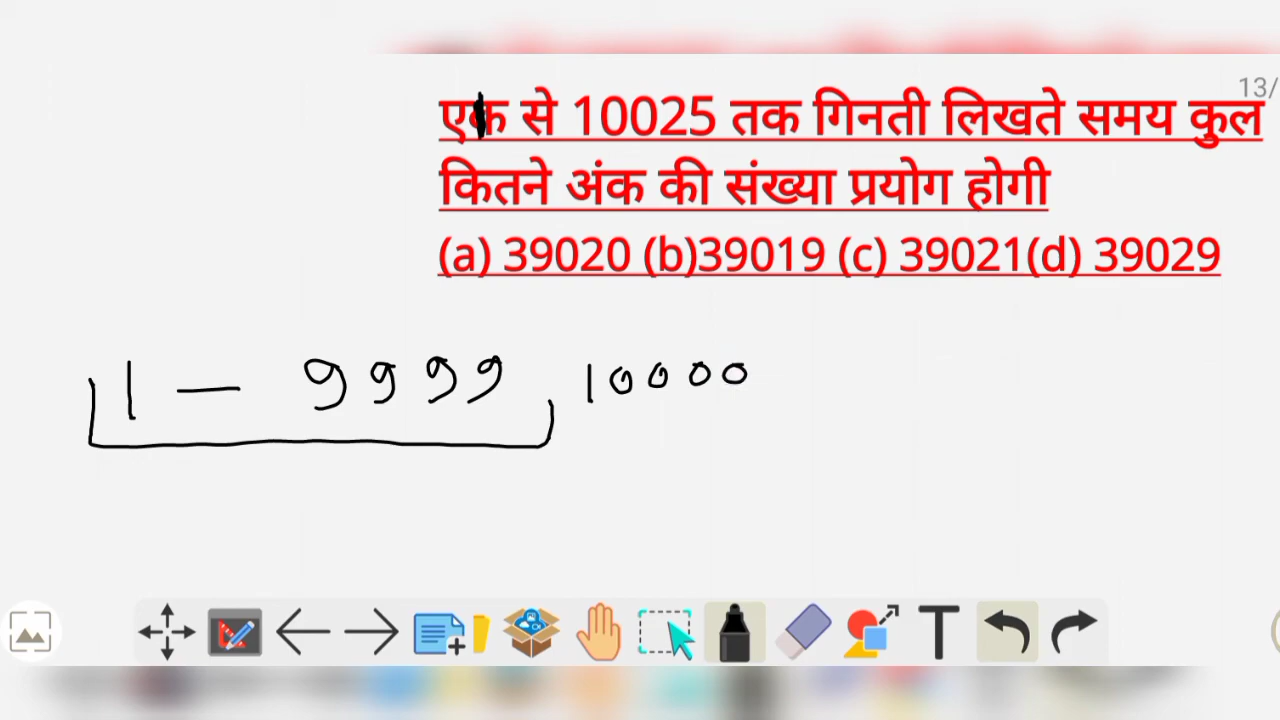 13/
एक से 10025 तक गिनती लिखते समय कुल
कितने अंक की संख्या प्रयोग होगी
(a) 39020 (b)39019 (c) 39021(d) 39029
1 — 9999, 10000
T